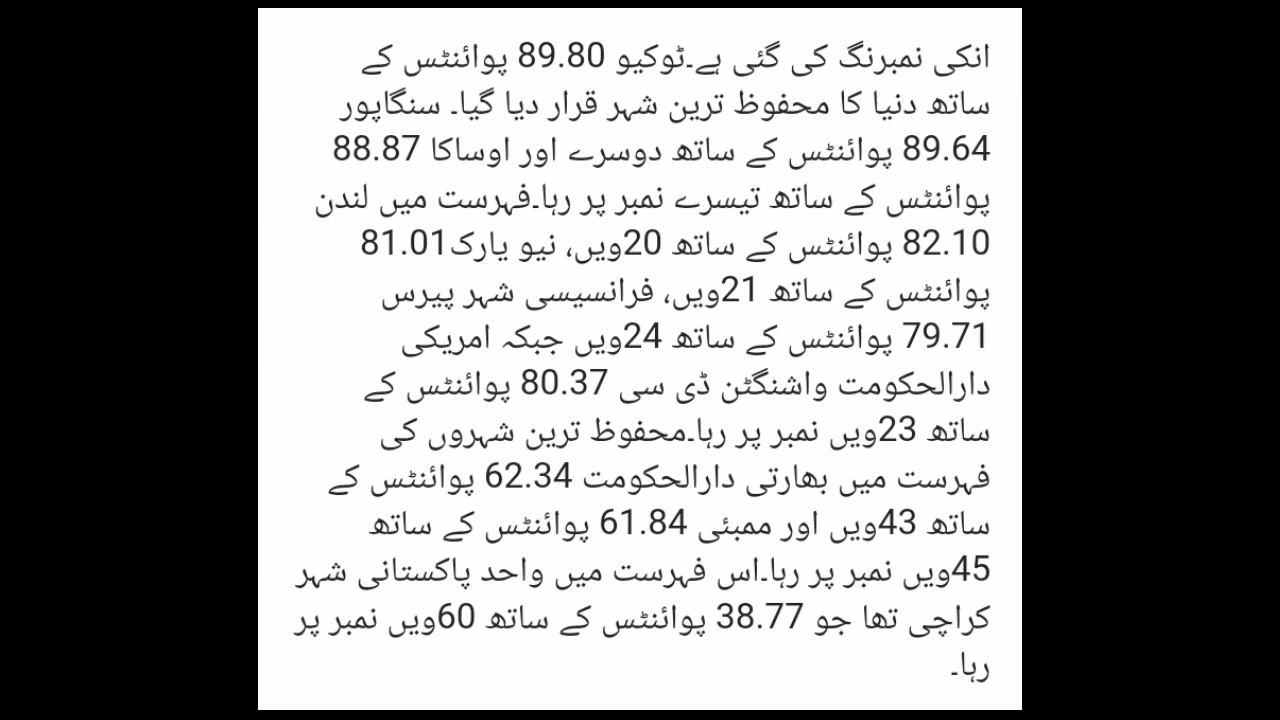 انکی نمبرنگ کی گئی ہے۔ٹوکیو 89.80 پوائنٹس کے
ساتھ دنیا کا محفوظ ترین شہر قرار دیا گیا۔ سنگاپور
89.64 پوائنٹس کے ساتھ دوسرے اور اوساکا 88.87
پوائنٹس کے ساتھ تیسرے نمبر پر رہا۔فہرست میں لندن
82.10 پوائنٹس کے ساتھ 20ویں، نیو یارک81.01
پوائنٹس کے ساتھ 21ویں، فرانسیسی شہر پیرس
79.71 پوائنٹس کے ساتھ 24ویں جبکہ امریکی
دارالحکومت واشنگٹن ڈی سی 80.37 پوائنٹس کے
ساتھ 23ویں نمبر پر رہا۔محفوظ ترین شہروں کی
فہرست میں بھارتی دارالحکومت 62.34 پوائنٹس کے
ساتھ 43ویں اور ممبئی 61.84 پوائنٹس کے ساتھ
45ویں نمبر پر رہا۔اس فہرست میں واحد پاکستانی شہر
کراچی تھا جو 38.77 پوائنٹس کے ساتھ 60ویں نمبر پر
رہا۔